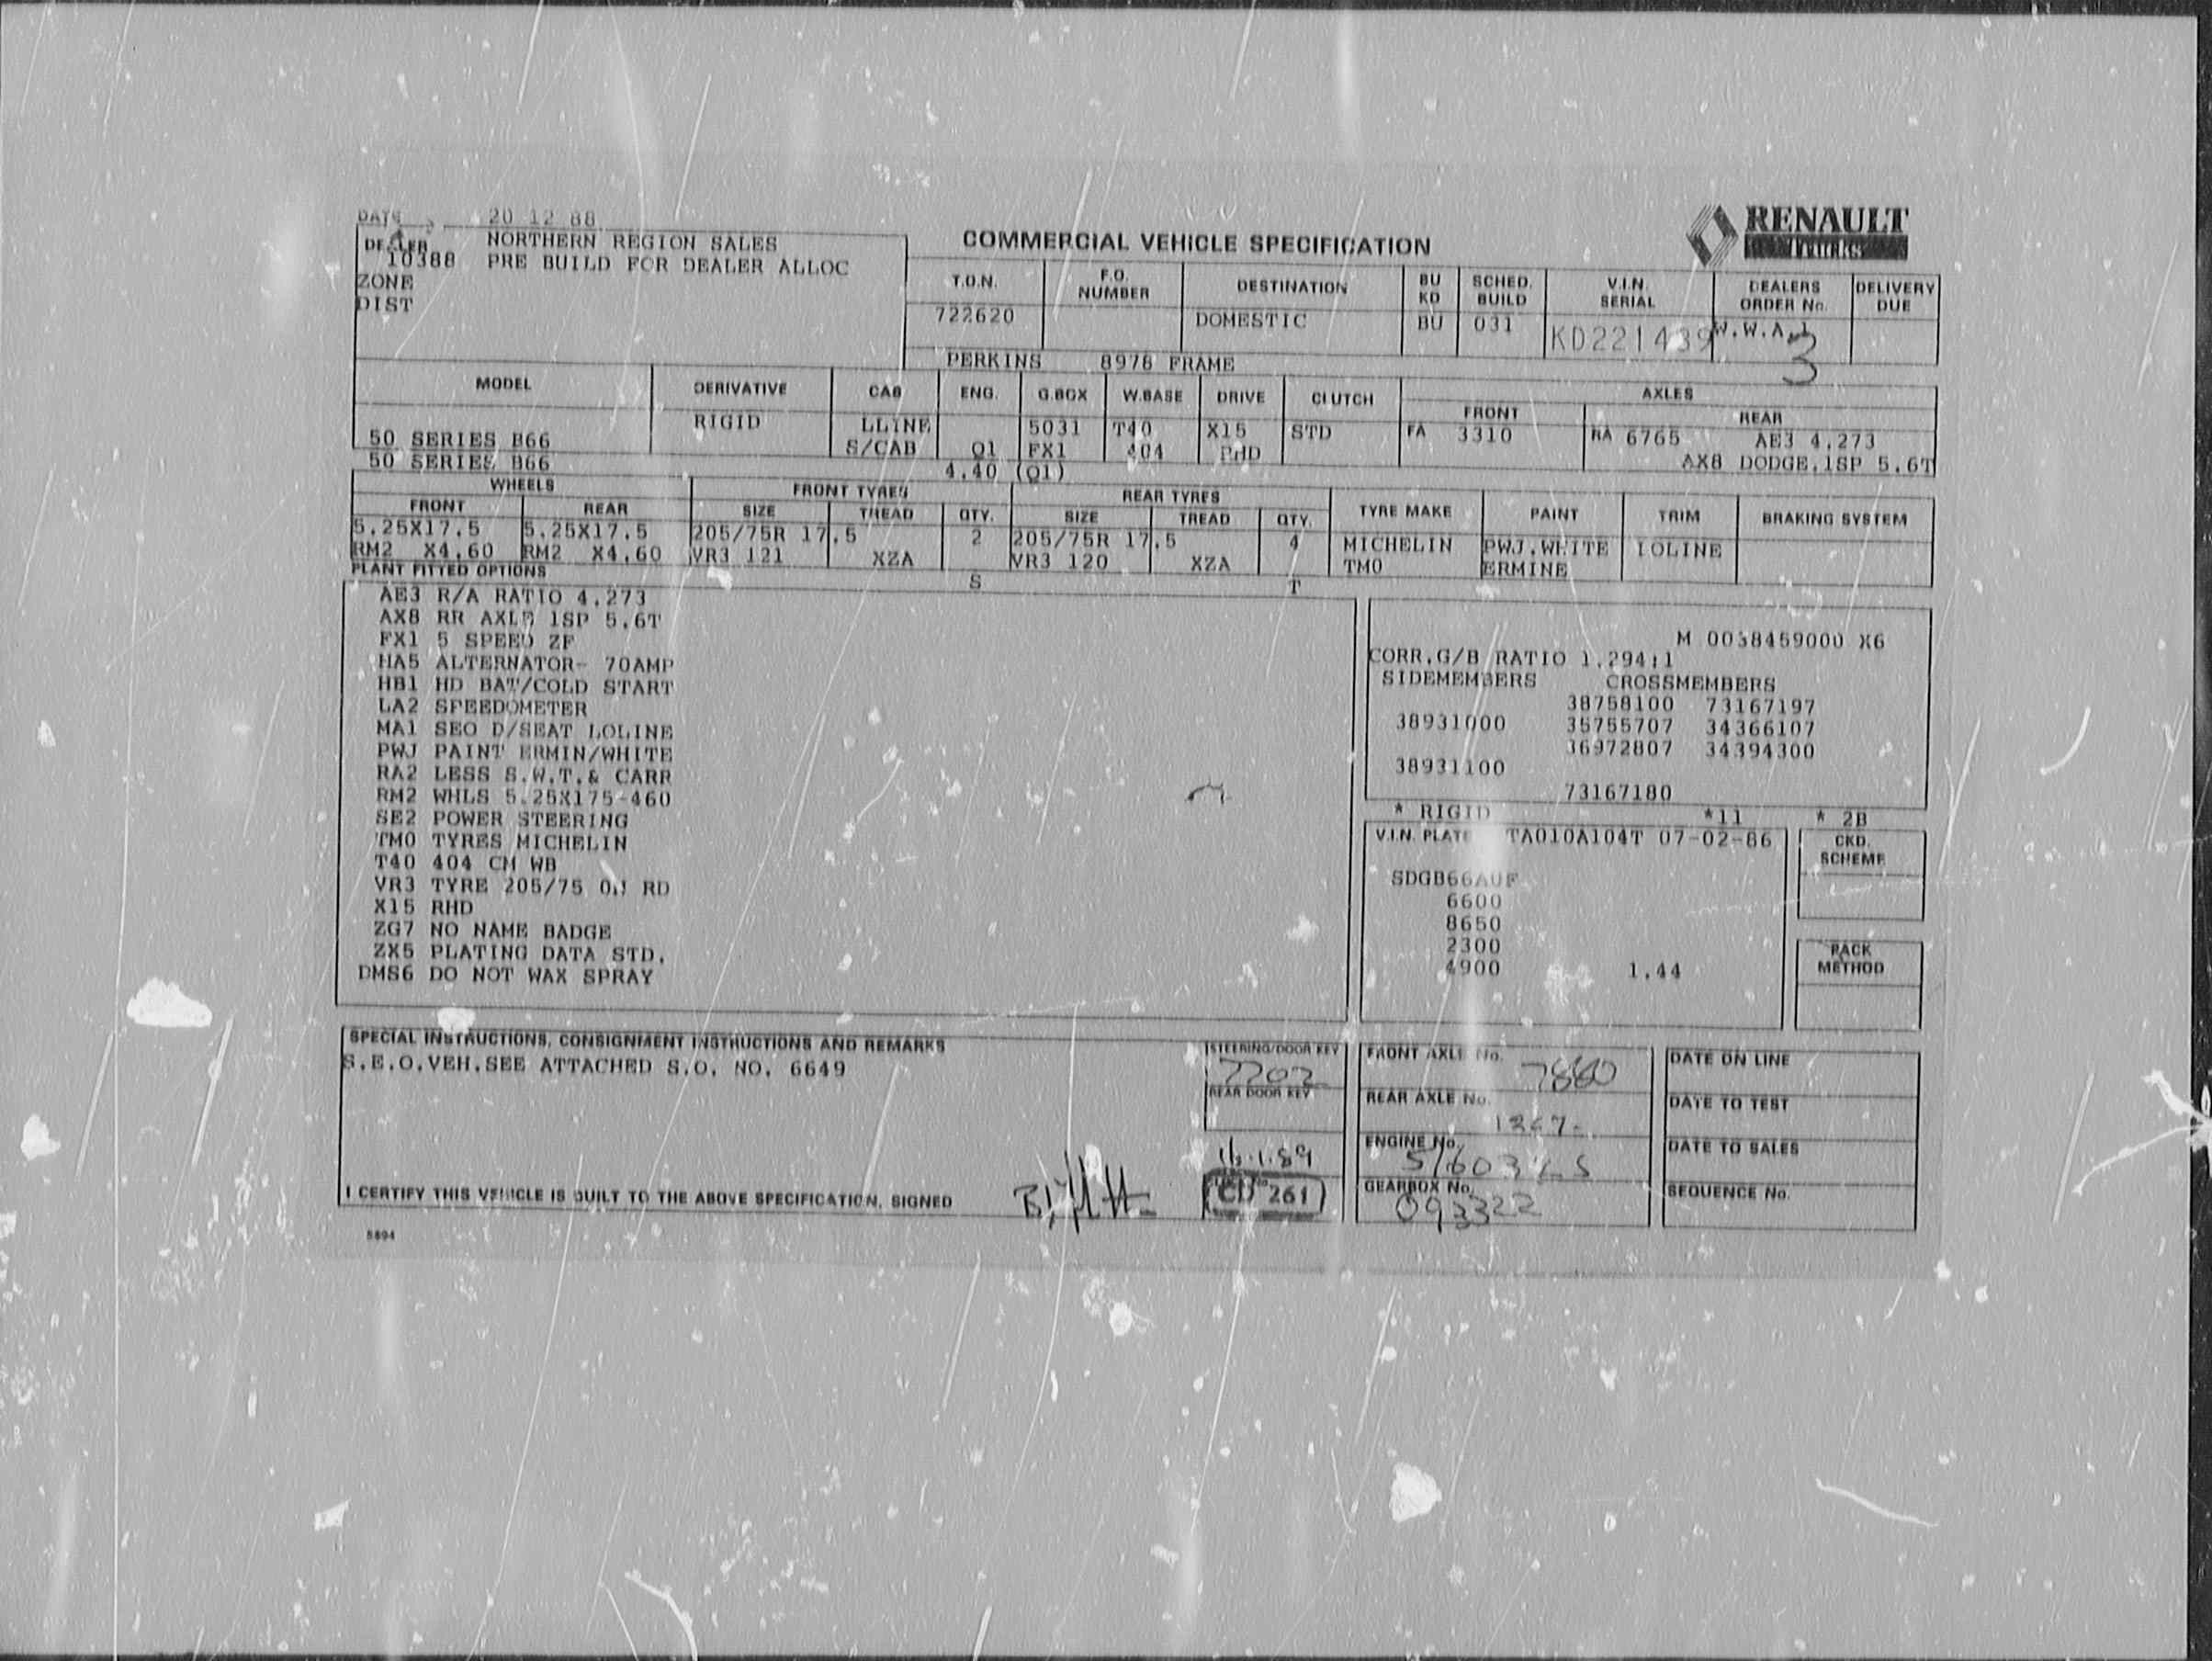 DATE 20 12 88
DEALER NORTHERN REGION SALES
10388 PRE BUILD FOR DEALER ALLOC
ZONE
DIST
COMMERCIAL VEHICLE SPECIFICATION
RENAULT
TRUCKS
T.O.N. F.O. NUMBER DESTINATION BU KD SCHED. BUILD V.I.N. SERIAL DEALERS ORDER No. DELIVERY DUE
722620 DOMESTIC BU 031 KD221439 W.W.A.
3
PERKINS 8978 FRAME
MODEL DERIVATIVE CAB ENG. G.BOX W.BASE DRIVE CLUTCH AXLES
FRONT REAR
RIGID LLINE 5031 T40 X15 STD FA 3310 RA 6765 AE3 4.273
50 SERIES B66 S/CAB Q1 FX1 404 RHD
50 SERIES B66 4.40 (Q1) AX8 DODGE,1SP 5.6T
WHEELS FRONT TYRES REAR TYRES
FRONT REAR SIZE TREAD QTY. SIZE TREAD QTY. TYRE MAKE PAINT TRIM BRAKING SYSTEM
5.25X17.5 5.25X17.5 205/75R 17.5 2 205/75R 17.5 4 MICHELIN PWJ.WHITE LOLINE
RM2 X4.60 RM2 X4.60 VR3 121 XZA VR3 120 XZA TM0 ERMINE
PLANT FITTED OPTIONS S T
AE3 R/A RATIO 4.273
AX8 RR AXLE 1SP 5.6T
FX1 5 SPEED ZF
HA5 ALTERNATOR- 70AMP
HB1 HD BAT/COLD START
LA2 SPEEDOMETER
MA1 SEO D/SEAT LOLINE
PWJ PAINT ERMIN/WHITE
RA2 LESS S.W.T.& CARR
RM2 WHLS 5.25X175-460
SE2 POWER STEERING
TM0 TYRES MICHELIN
T40 404 CM WB
VR3 TYRE 205/75 ON RD
X15 RHD
ZG7 NO NAME BADGE
ZX5 PLATING DATA STD.
DMS6 DO NOT WAX SPRAY
M 0038459000 X6
CORR.G/B RATIO 1.294:1
SIDEMEMBERS CROSSMEMBERS
38758100 73167197
38931000 35755707 34366107
36972807 34394300
38931100
73167180
* RIGID *11 * 2B
V.I.N. PLATE TA010A104T 07-02-86
SDGB66AUF
6600
8650
2300
4900 1.44
CKD. SCHEME
PACK METHOD
SPECIAL INSTRUCTIONS, CONSIGNMENT INSTRUCTIONS AND REMARKS
S.E.O.VEH.SEE ATTACHED S.O. NO. 6649
STEERING/DOOR KEY
7702
REAR DOOR KEY
CD 261
I CERTIFY THIS VEHICLE IS BUILT TO THE ABOVE SPECIFICATION. SIGNED
FRONT AXLE No. 7880
REAR AXLE No.
ENGINE No.
GEARBOX No.
093322
DATE ON LINE
DATE TO TEST
DATE TO SALES
SEQUENCE No.
5894